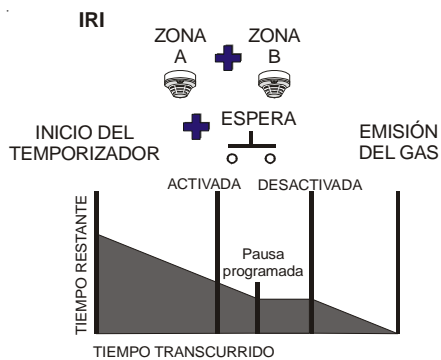 IRI
ZONA
A
ZONA
B
ESPERA
INICIO DEL
TEMPORIZADOR
EMISIÓN
DEL GAS
ACTIVADA
DESACTIVADA
TIEMPO RESTANTE
Pausa
programada
TIEMPO TRANSCURRIDO